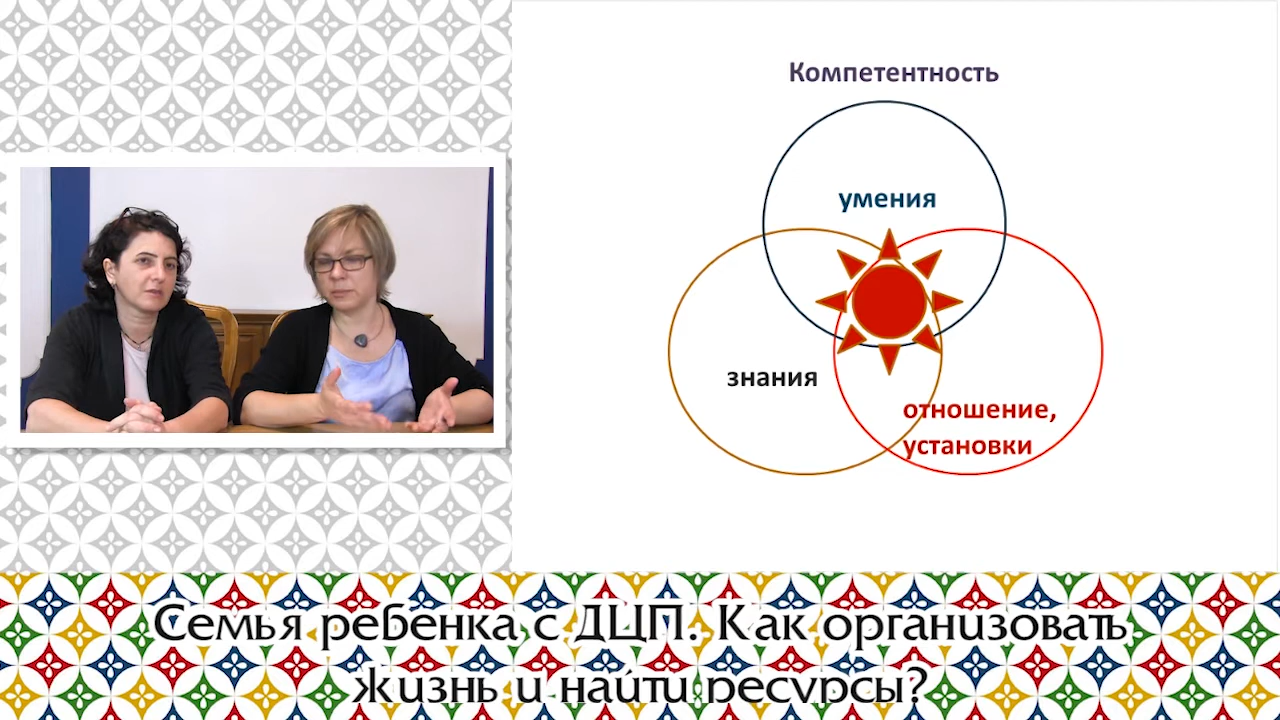 Компетентность
умения
знания
отношение,
установки
Семья ребенка с ДЦП. Как организовать
жизнь и найти ресурсы?